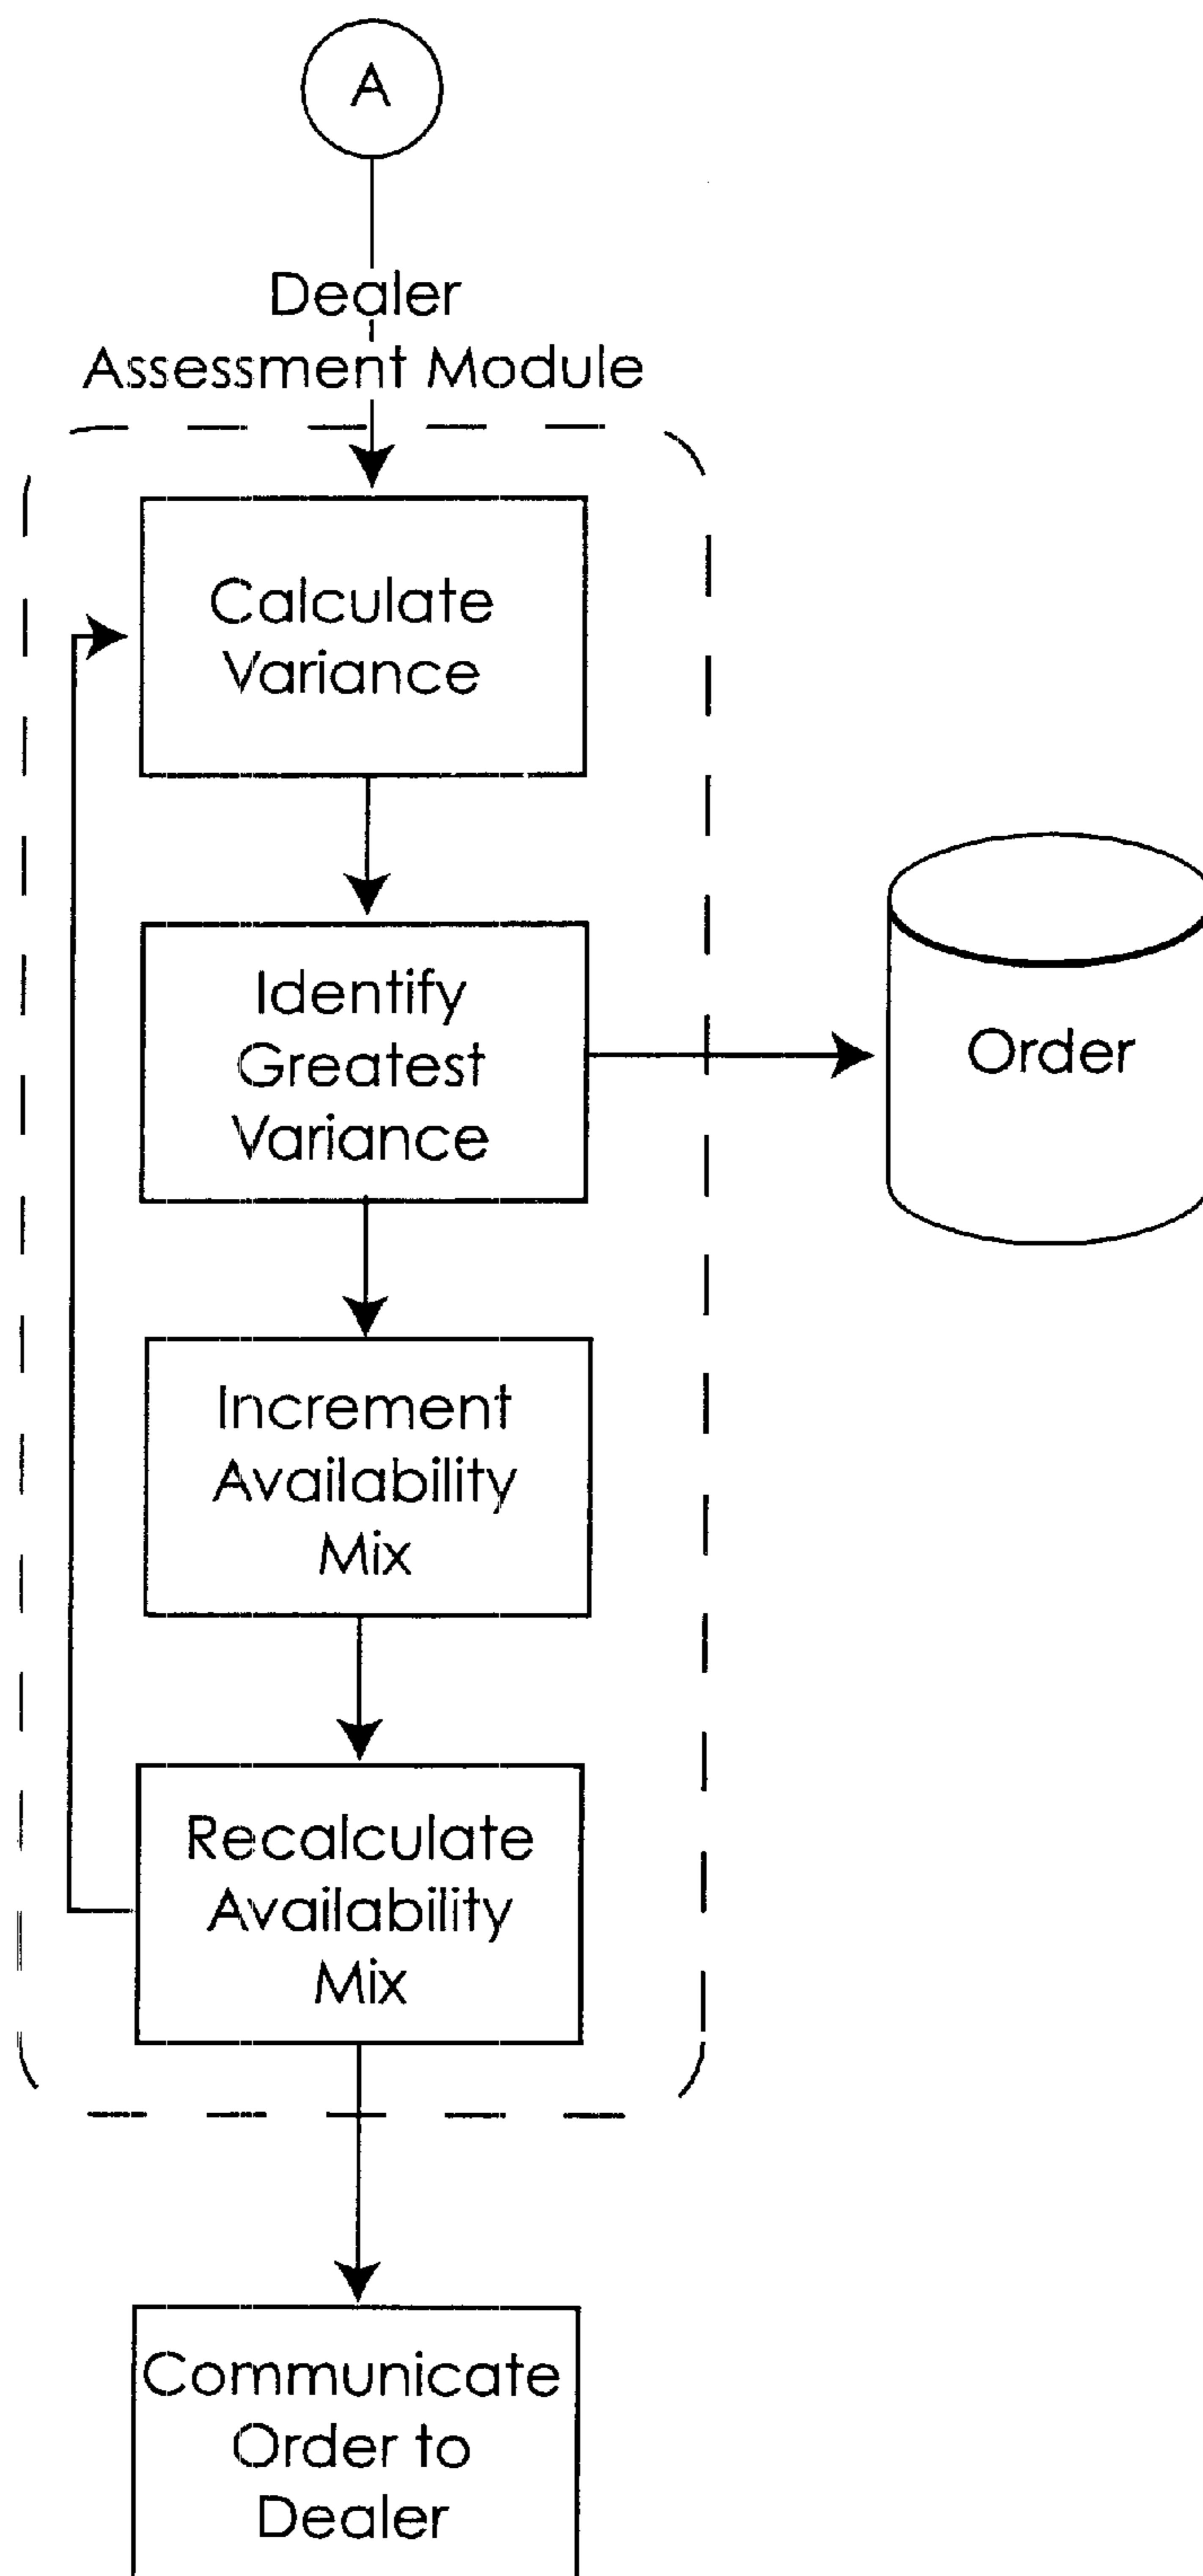 A
Dealer
Assessment Module
Calculate
Variance
Identify
Greatest
Variance
Order
Increment
Availability
Mix
Recalculate
Availability
Mix
Communicate
Order to
Dealer